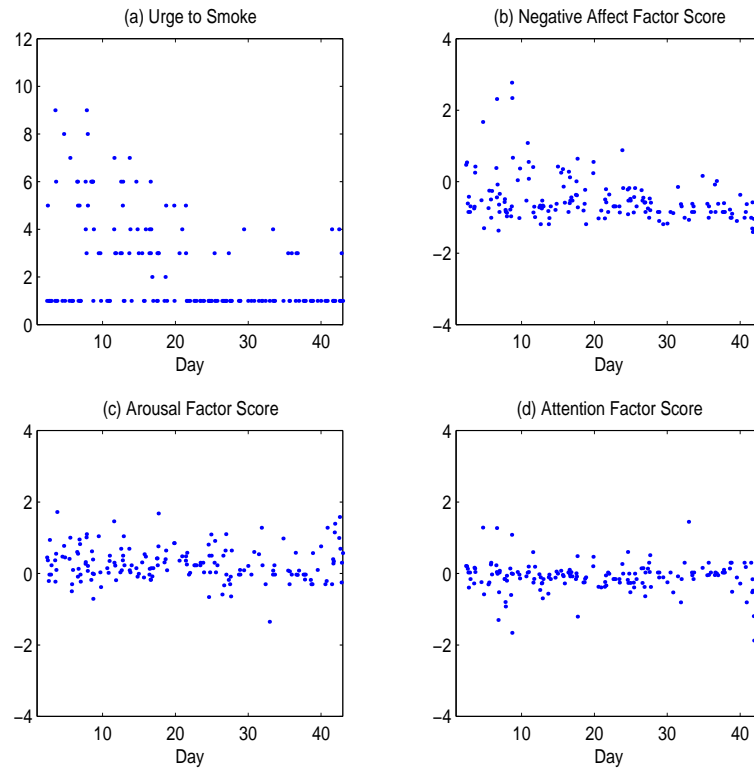 (a) Urge to Smoke
12
10
8
6
4
2
0
10 20 30 40
Day
(b) Negative Affect Factor Score
4
2
0
−2
−4
10 20 30 40
Day
(c) Arousal Factor Score
4
2
0
−2
−4
10 20 30 40
Day
(d) Attention Factor Score
4
2
0
−2
−4
10 20 30 40
Day